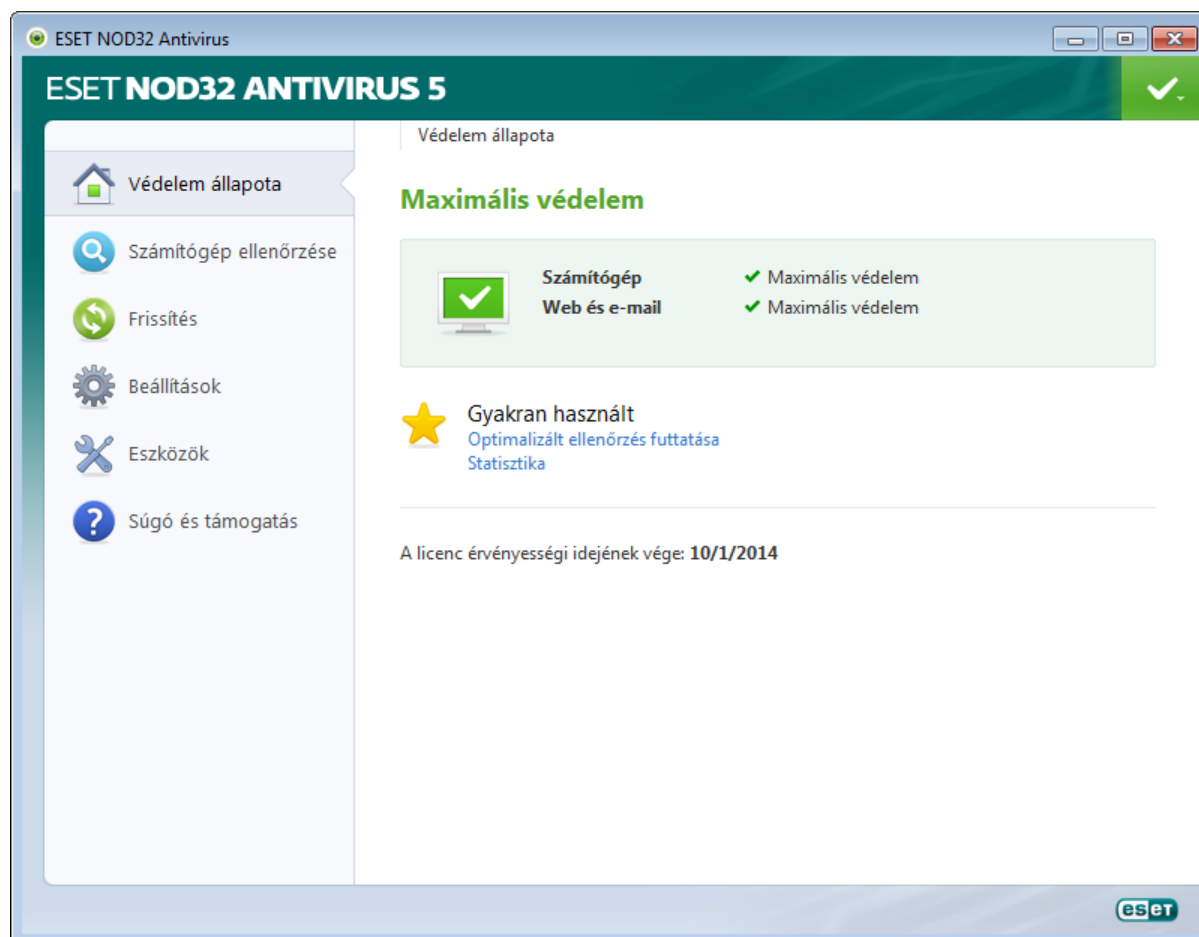 ESET NOD32 Antivirus
ESET NOD32 ANTIVIRUS 5
Védelem állapota
Számítógép ellenőrzése
Frissítés
Beállítások
Eszközök
Súgó és támogatás
Védelem állapota
Maximális védelem
Számítógép Maximális védelem
Web és e-mail Maximális védelem
Gyakran használt
Optimalizált ellenőrzés futtatása
Statisztika
A licenc érvényességi idejének vége: 10/1/2014
eset